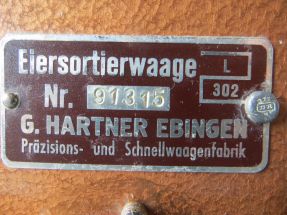 Eiersortierwaage L
Nr. 91315 302
G. HARTNER EBINGEN
Präzisions- und Schnellwaagenfabrik